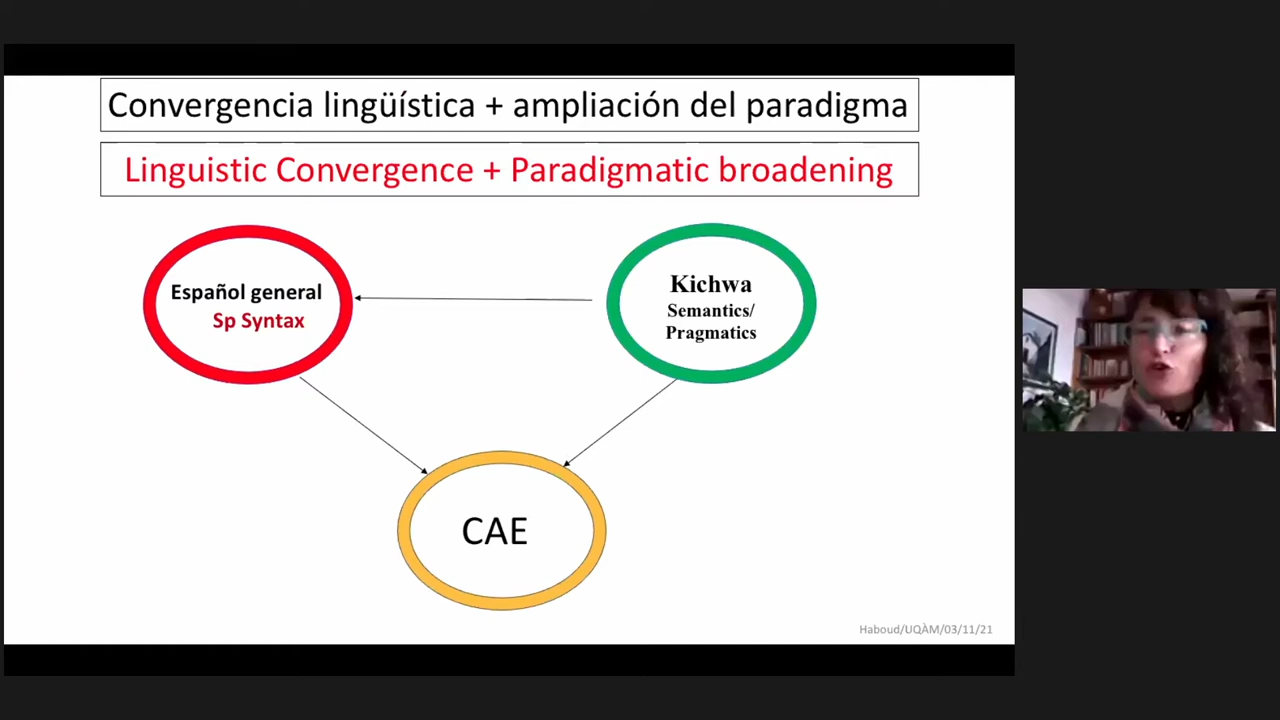 Convergencia lingüística + ampliación del paradigma
Linguistic Convergence + Paradigmatic broadening
Español general
Sp Syntax
Kichwa
Semantics/
Pragmatics
CAE
Haboud/UQÀM/03/11/21